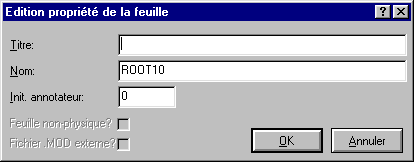 Edition propriété de la feuille
Titre:
Nom: ROOT10
Init. annotateur: 0
Feuille non-physique?
Fichier .MOD externe?
OK Annuler